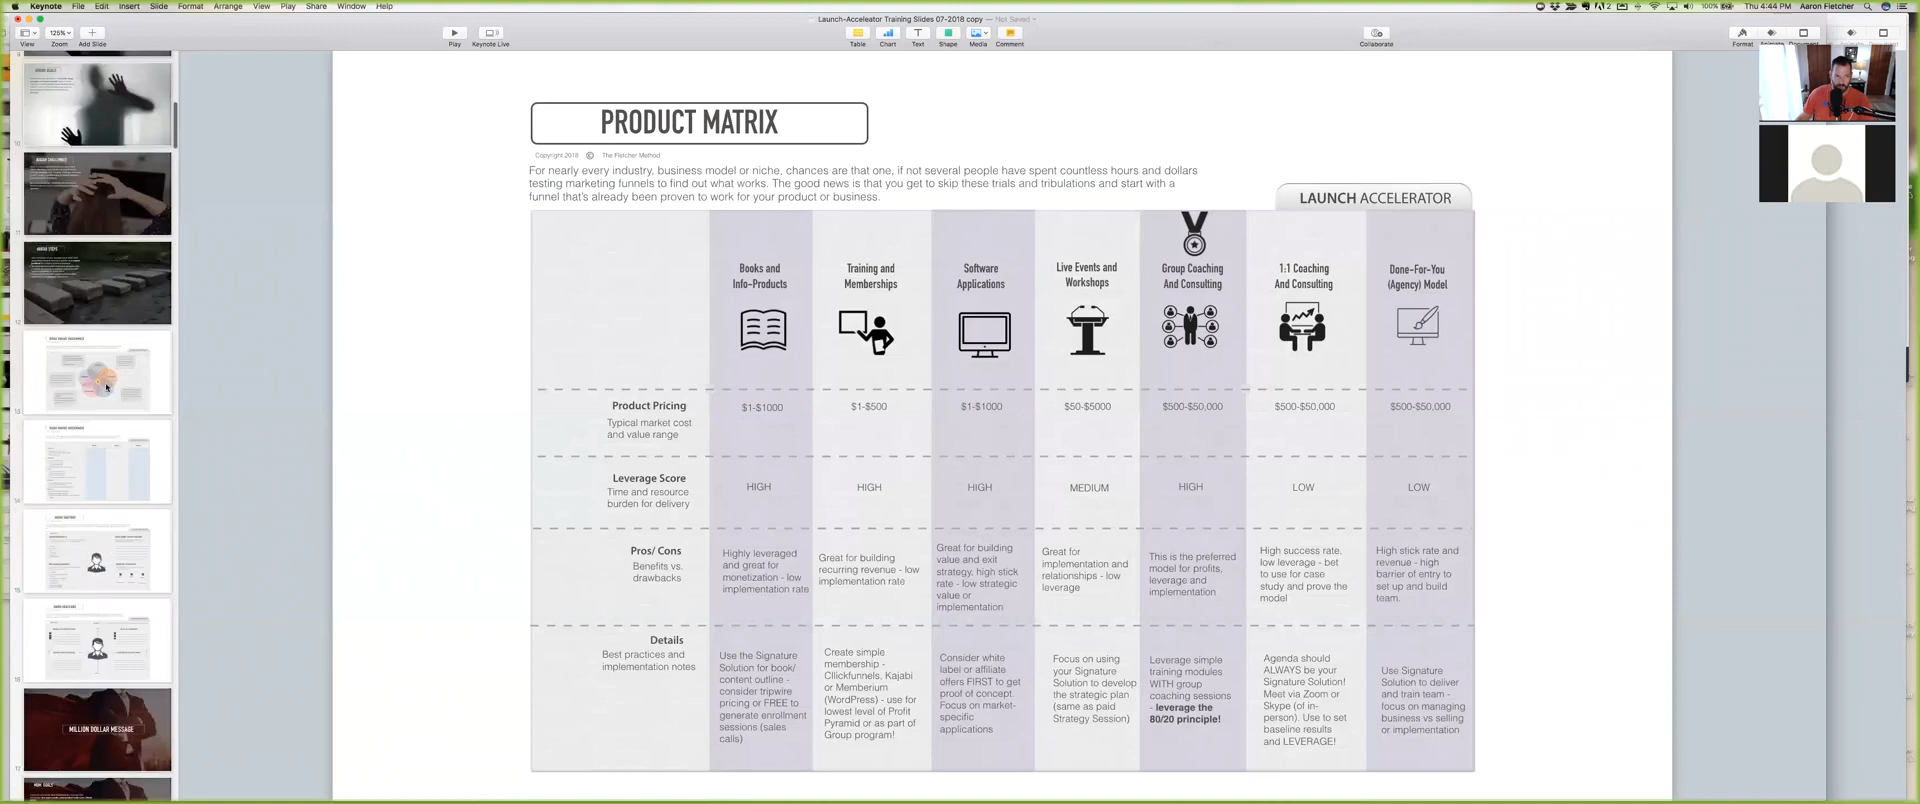 Keynote File Edit Insert Slide Format Arrange View Play Share Window Help
100% Thu 4:44 PM Aaron Fletcher
Launch-Acceleator Training Slides 07-2018 copy — Not Saved
125%
View Zoom Add Slide
Play Keynote Live
Table Chart Text Shape Media Comment
Collaborate
Format Animate Document
10
11
12
13
14
15
MILLION DOLLAR MESSAGE
PRODUCT MATRIX
Copyright 2018 © The Fletcher Method
For nearly every industry, business model or niche, chances are that one, if not several people have spent countless hours and dollars
testing marketing funnels to find out what works. The good news is that you get to skip these trials and tribulations and start with a
funnel that's already been proven to work for your product or business.
LAUNCH ACCELERATOR
Books and
Info-Products
Training and
Memberships
Software
Applications
Live Events and
Workshops
Group Coaching
And Consulting
1:1 Coaching
And Consulting
Done-For-You
(Agency) Model
Product Pricing
Typical market cost
and value range
$1-$1000
$1-$500
$1-$1000
$50-$5000
$500-$50,000
$500-$50,000
$500-$50,000
Leverage Score
Time and resource
burden for delivery
HIGH
HIGH
HIGH
MEDIUM
HIGH
LOW
LOW
Pros/ Cons
Benefits vs.
drawbacks
Highly leveraged
and great for
monetization - low
implementation rate
Great for building
recurring revenue - low
implementation rate
Great for building
value and exit
strategy, high stick
rate - low strategic
value or
implementation
Great for
implementation and
relationships - low
leverage
This is the preferred
model for profits,
leverage and
implementation
High success rate,
low leverage - bet
to use for case
study and prove the
model
High stick rate and
revenue - high
barrier of entry to
set up and build
team.
Details
Best practices and
implementation notes
Use the Signature
Solution for book/
content outline -
consider tripwire
pricing or FREE to
generate enrollment
sessions (sales
calls)
Create simple
membership -
Cllickfunnels, Kajabi
or Memberium
(WordPress) - use for
lowest level of Profit
Pyramid or as part of
Group program!
Consider white
label or affiliate
offers FIRST to get
proof of concept.
Focus on market-
specific
applications
Focus on using
your Signature
Solution to develop
the strategic plan
(same as paid
Strategy Session)
Leverage simple
training modules
WITH group
coaching sessions
- leverage the
80/20 principle!
Agenda should
ALWAYS be your
Signature Solution!
Meet via Zoom or
Skype (of in-
person). Use to set
baseline results
and LEVERAGE!
Use Signature
Solution to deliver
and train team -
focus on managing
business vs selling
or implementation